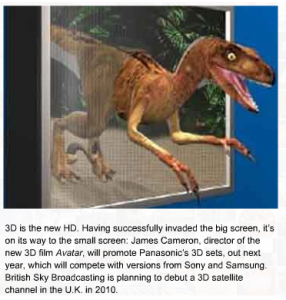 3D is the new HD. Having successfully invaded the big screen, it's
on its way to the small screen: James Cameron, director of the
new 3D film Avatar, will promote Panasonic's 3D sets, out next
year, which will compete with versions from Sony and Samsung.
British Sky Broadcasting is planning to debut a 3D satellite
channel in the U.K. in 2010.